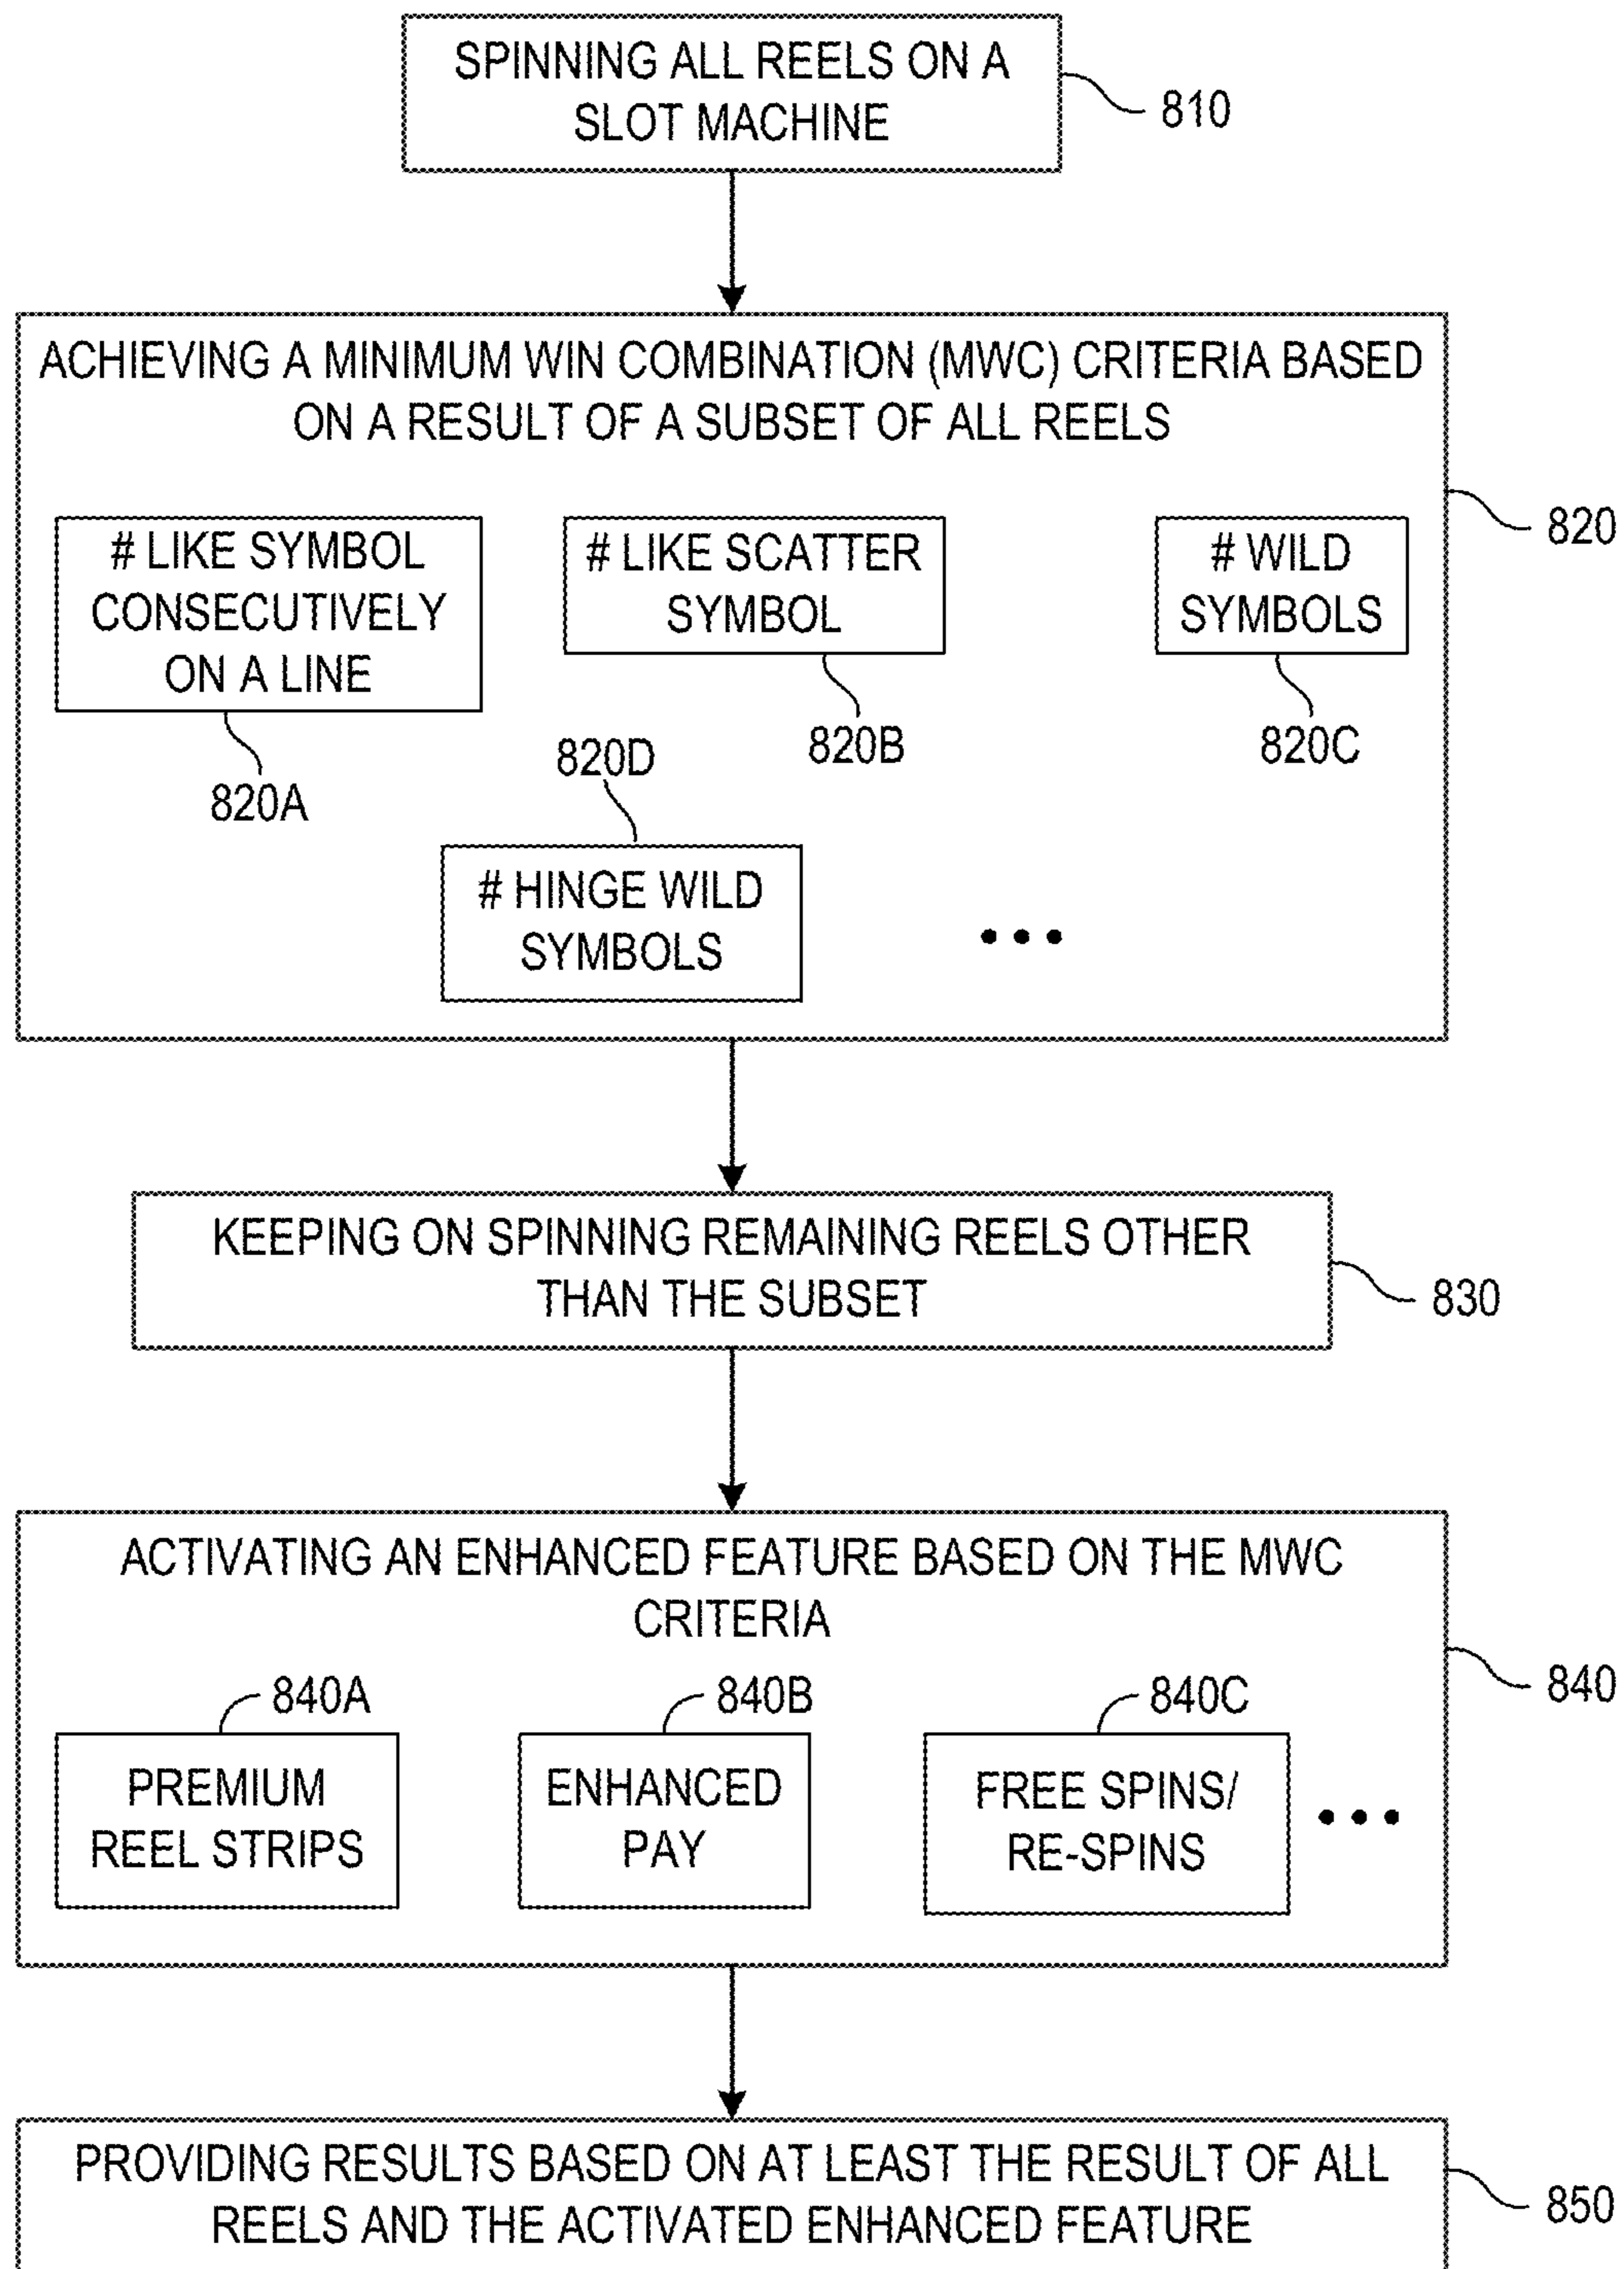 SPINNING ALL REELS ON A
SLOT MACHINE
810
ACHIEVING A MINIMUM WIN COMBINATION (MWC) CRITERIA BASED
ON A RESULT OF A SUBSET OF ALL REELS
820
# LIKE SYMBOL
CONSECUTIVELY
ON A LINE
820A
# LIKE SCATTER
SYMBOL
820B
# WILD
SYMBOLS
820C
820D
# HINGE WILD
SYMBOLS
•••
KEEPING ON SPINNING REMAINING REELS OTHER
THAN THE SUBSET
830
ACTIVATING AN ENHANCED FEATURE BASED ON THE MWC
CRITERIA
840
840A
PREMIUM
REEL STRIPS
840B
ENHANCED
PAY
840C
FREE SPINS/
RE-SPINS
•••
PROVIDING RESULTS BASED ON AT LEAST THE RESULT OF ALL
REELS AND THE ACTIVATED ENHANCED FEATURE
850